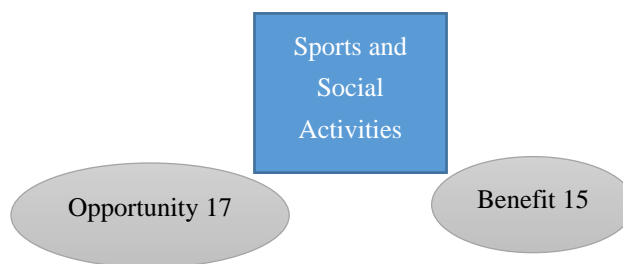 Sports and
Social
Activities
Opportunity 17
Benefit 15